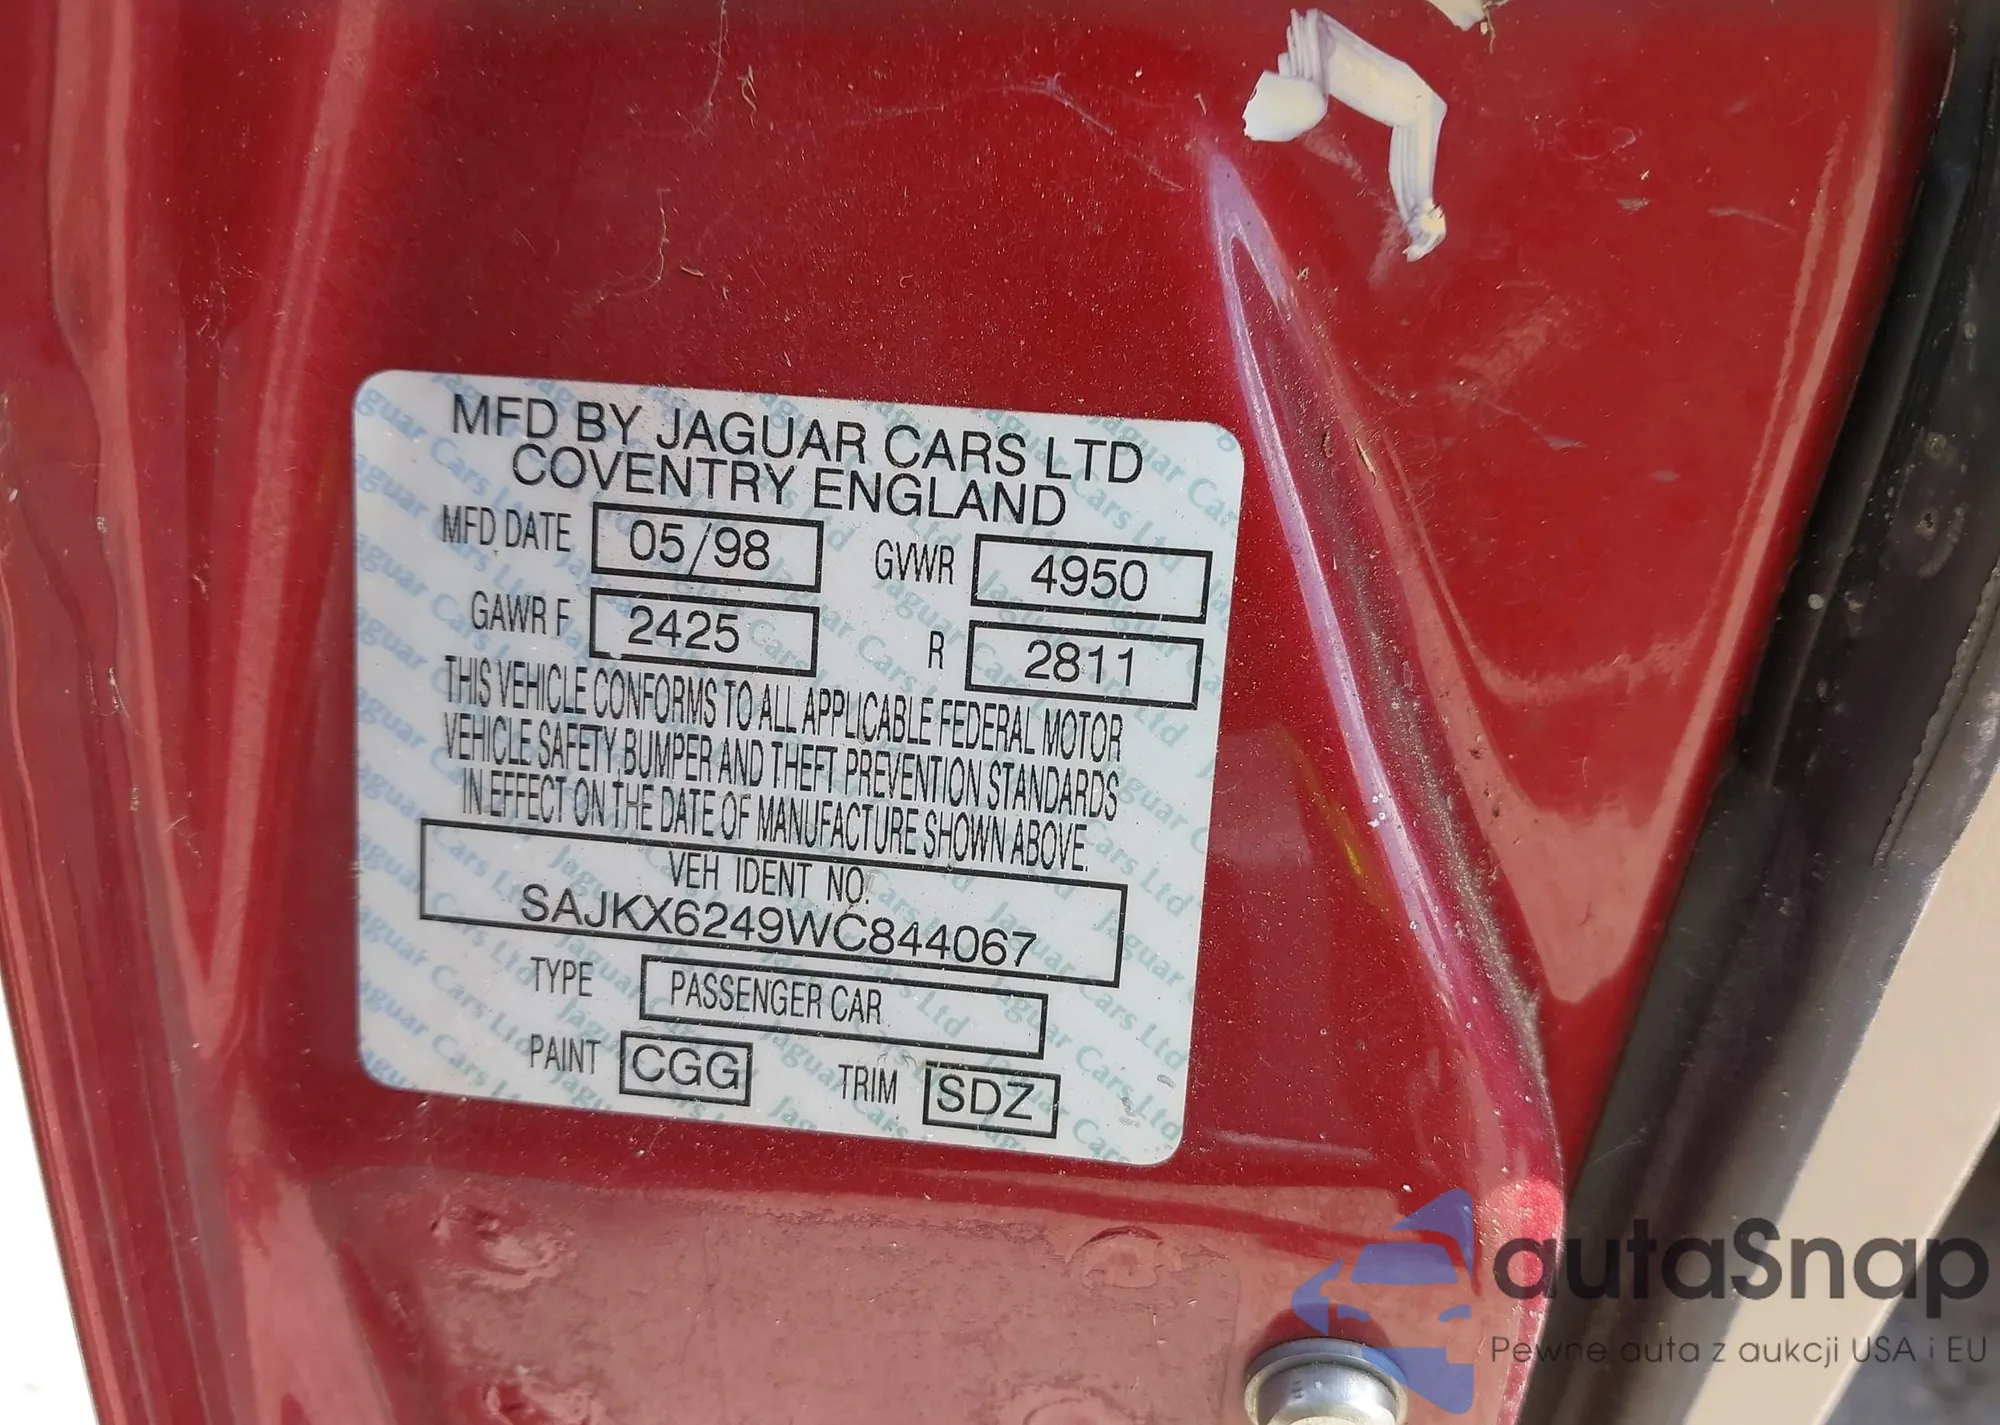 MFD BY JAGUAR CARS LTD
COVENTRY ENGLAND
MFD DATE 05/98 GVWR 4950
GAWR F 2425 R 2811
THIS VEHICLE CONFORMS TO ALL APPLICABLE FEDERAL MOTOR
VEHICLE SAFETY, BUMPER AND THEFT PREVENTION STANDARDS
IN EFFECT ON THE DATE OF MANUFACTURE SHOWN ABOVE.
VEH IDENT NO.
SAJKX6249WC844067
TYPE PASSENGER CAR
PAINT CGG TRIM SDZ
autaSnap
Pewne auta z aukcji USA i EU